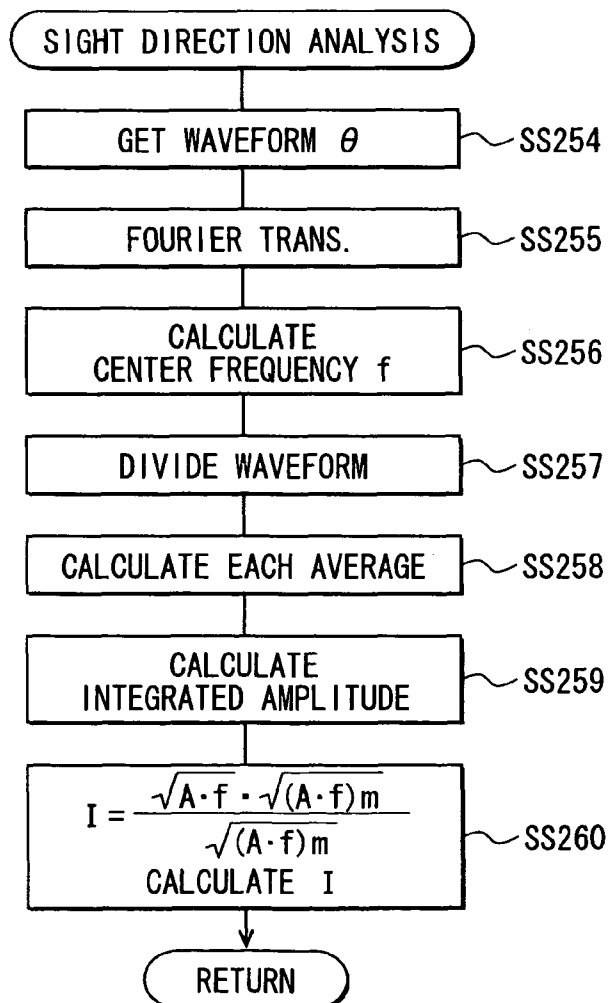 SIGHT DIRECTION ANALYSIS
GET WAVEFORM θ
SS254
FOURIER TRANS.
SS255
CALCULATE
CENTER FREQUENCY f
SS256
DIVIDE WAVEFORM
SS257
CALCULATE EACH AVERAGE
SS258
CALCULATE
INTEGRATED AMPLITUDE
SS259
I = √(A·f) · √((A·f)m) / √((A·f)m)
CALCULATE I
SS260
RETURN